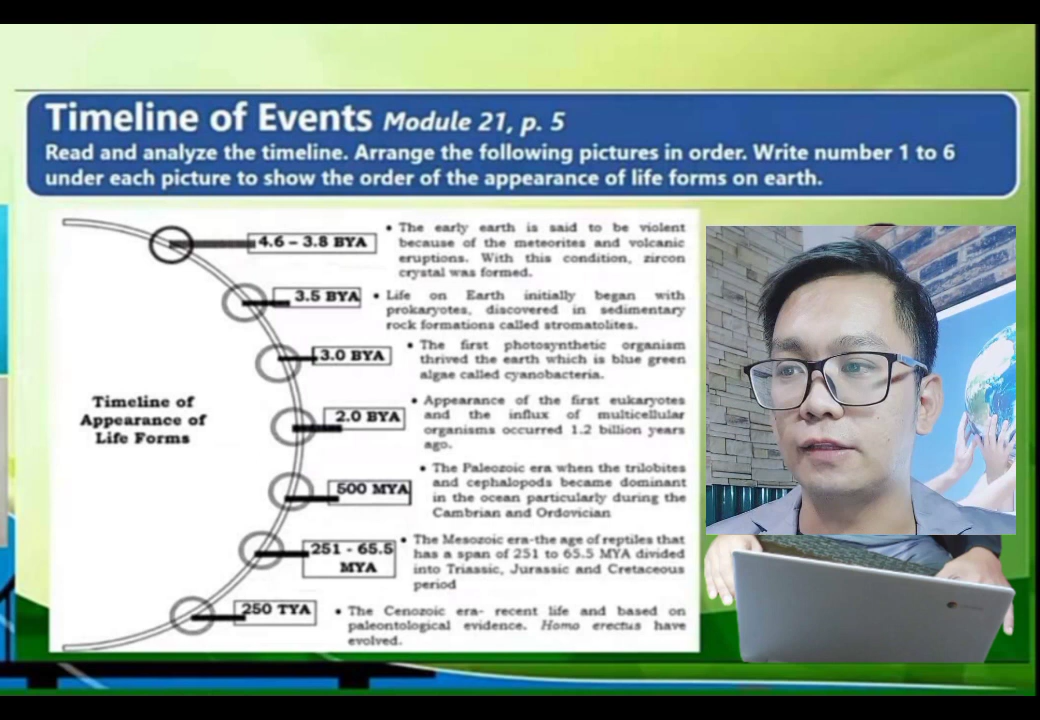 Timeline of Events Module 21, p. 5
Read and analyze the timeline. Arrange the following pictures in order. Write number 1 to 6
under each picture to show the order of the appearance of life forms on earth.
Timeline of
Appearance of
Life Forms
4.6 – 3.8 BYA
• The early earth is said to be violent
because of the meteorites and volcanic
eruptions. With this condition, zircon
crystal was formed.
3.5 BYA
• Life on Earth initially began with
prokaryotes, discovered in sedimentary
rock formations called stromatolites.
3.0 BYA
• The first photosynthetic organism
thrived the earth which is blue green
algae called cyanobacteria.
2.0 BYA
• Appearance of the first eukaryotes
and the influx of multicellular
organisms occurred 1.2 billion years
ago.
500 MYA
• The Paleozoic era when the trilobites
and cephalopods became dominant
in the ocean particularly during the
Cambrian and Ordovician
251 - 65.5
MYA
• The Mesozoic era-the age of reptiles that
has a span of 251 to 65.5 MYA divided
into Triassic, Jurassic and Cretaceous
period
250 TYA
• The Cenozoic era- recent life and based on
paleontological evidence. Homo erectus have
evolved.